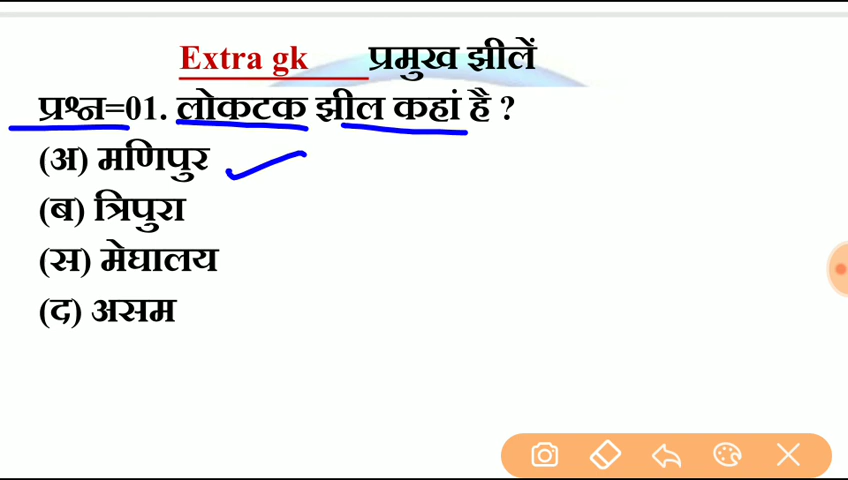 Extra gk प्रमुख झीलें
प्रश्न=01. लोकटक झील कहां है ?
(अ) मणिपुर
(ब) त्रिपुरा
(स) मेघालय
(द) असम